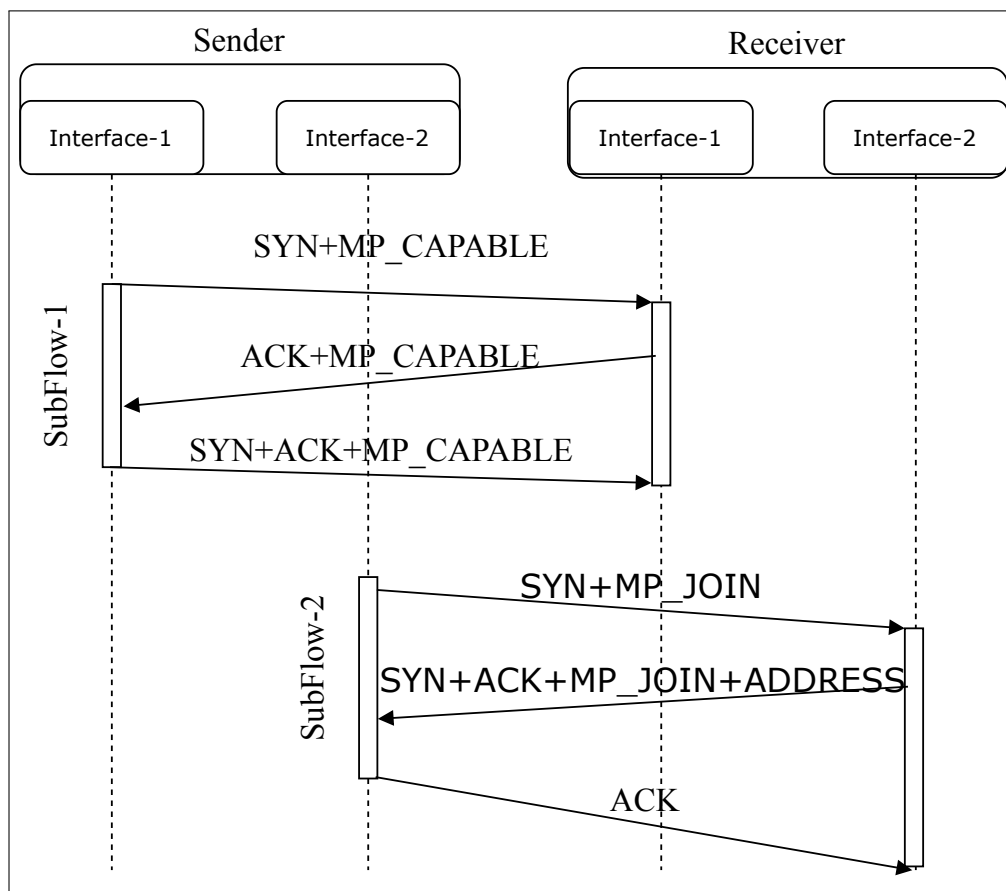 Sender
Receiver
Interface-1
Interface-2
Interface-1
Interface-2
SYN+MP_CAPABLE
SubFlow-1
ACK+MP_CAPABLE
SYN+ACK+MP_CAPABLE
SYN+MP_JOIN
SubFlow-2
SYN+ACK+MP_JOIN+ADDRESS
ACK